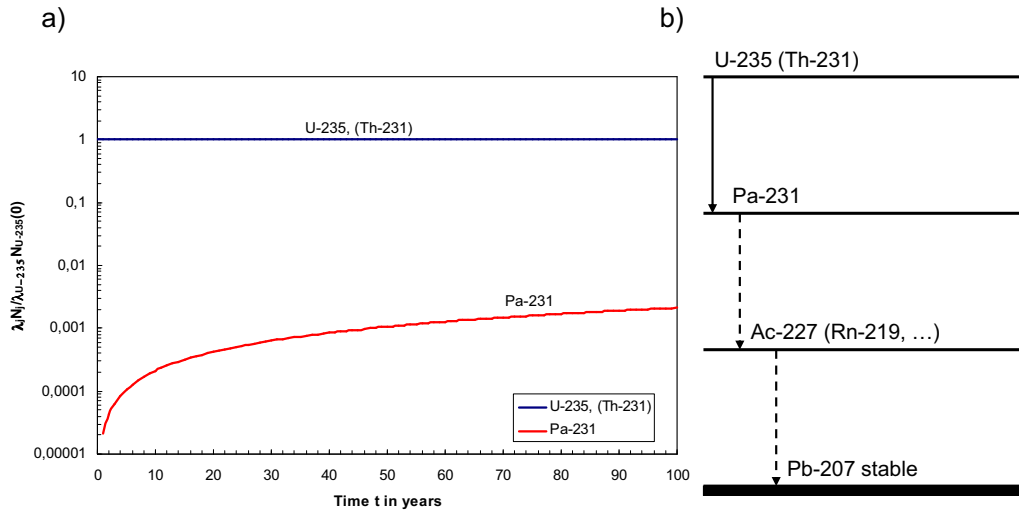 a)
10
1
0,1
0,01
0,001
0,0001
0,00001
λjNj/λU-235 NU-235(0)
U-235, (Th-231)
Pa-231
U-235, (Th-231)
Pa-231
0 10 20 30 40 50 60 70 80 90 100
Time t in years
b)
U-235 (Th-231)
Pa-231
Ac-227 (Rn-219, …)
Pb-207 stable